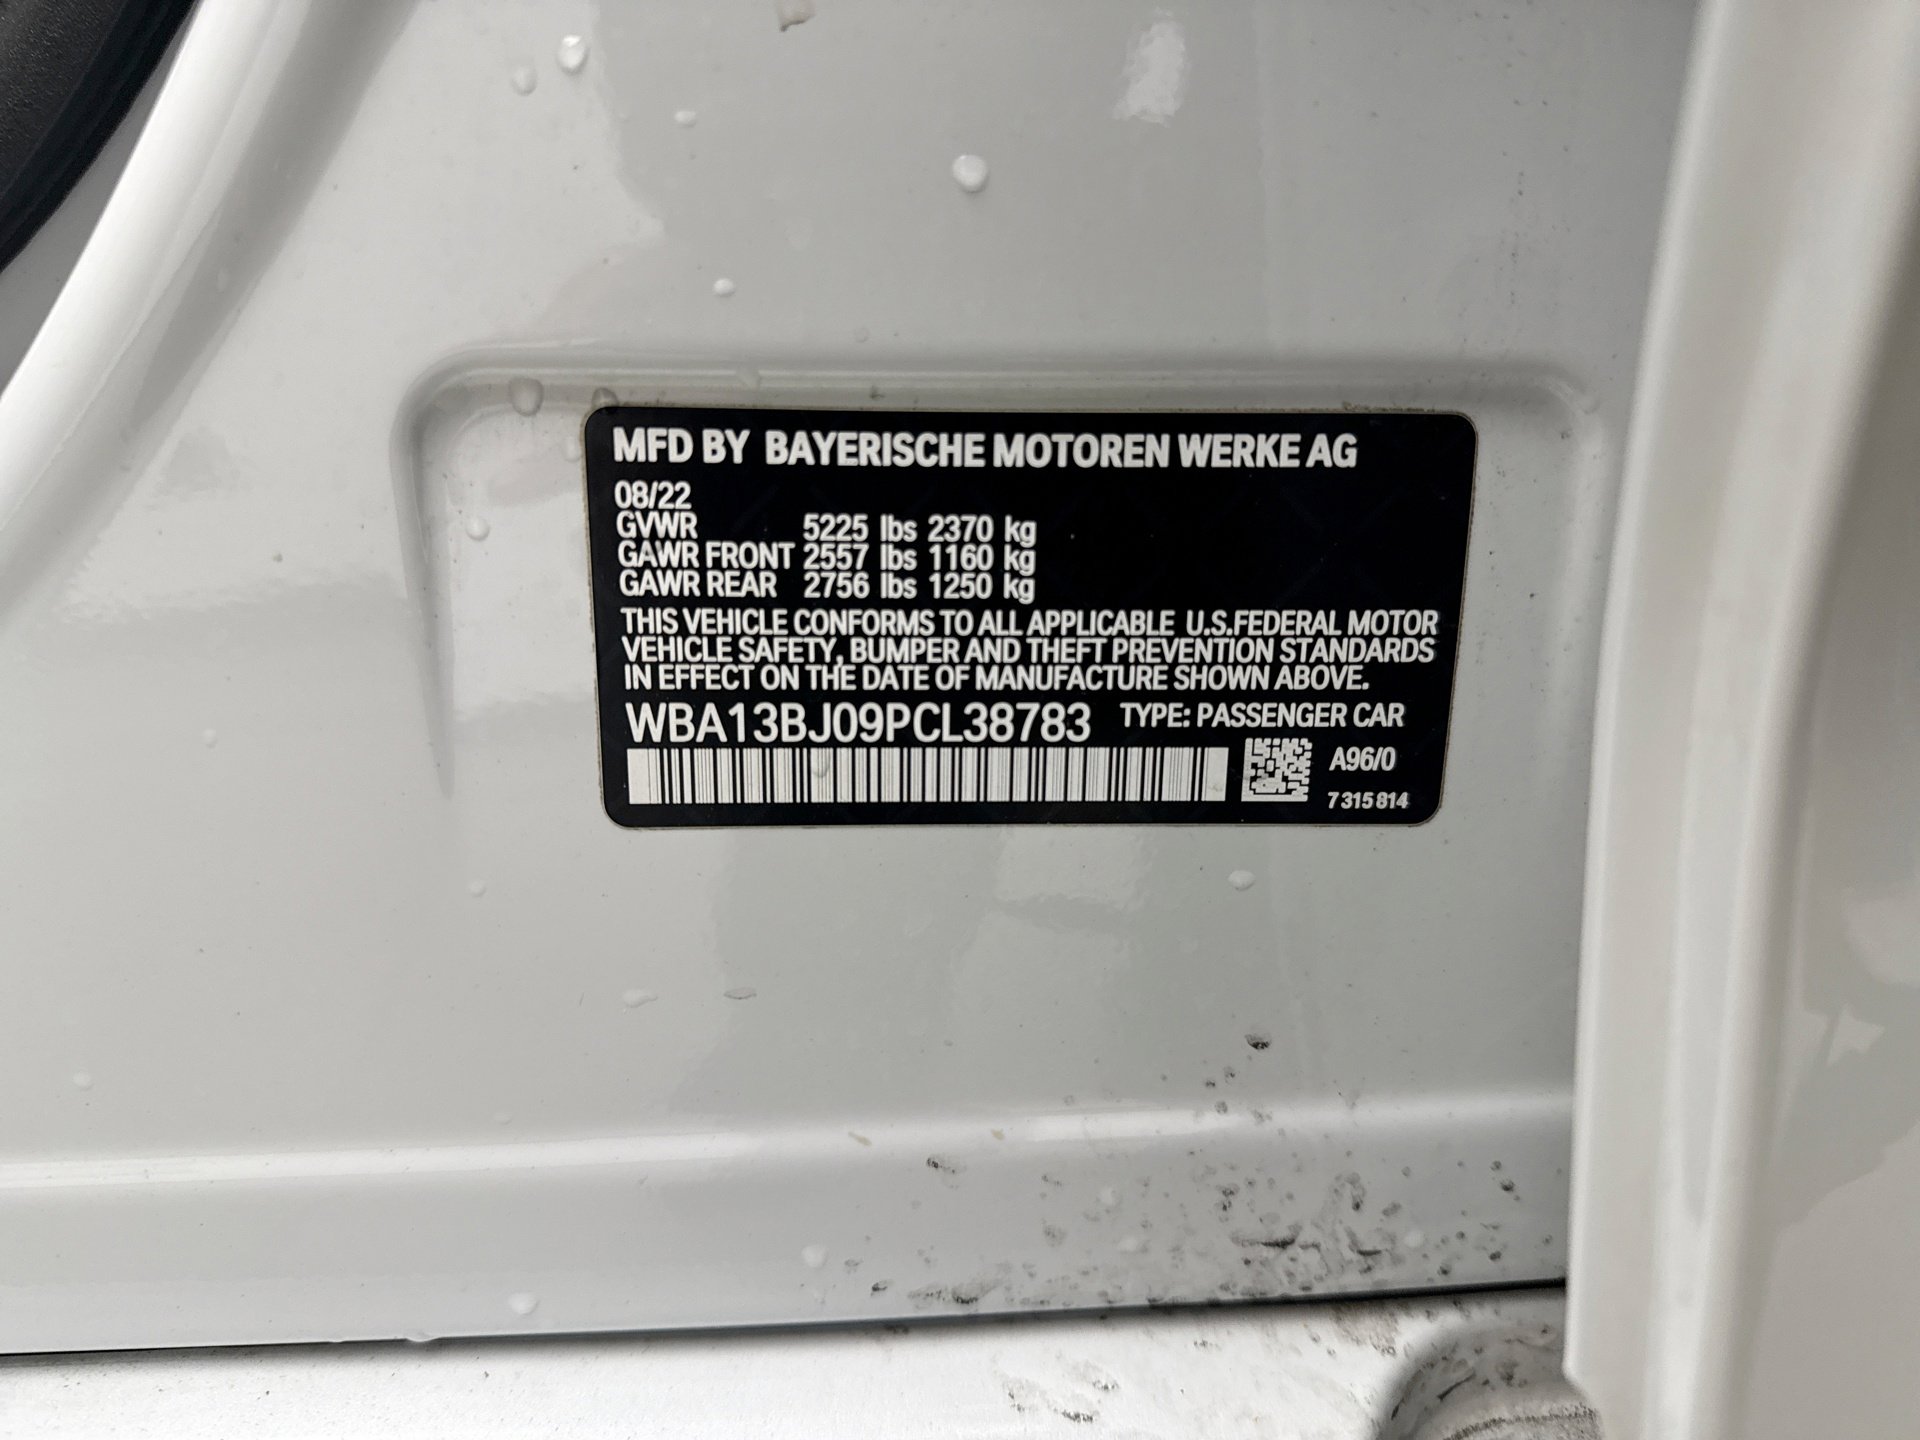 MFD BY BAYERISCHE MOTOREN WERKE AG
08/22
GVWR 5225 lbs 2370 kg
GAWR FRONT 2557 lbs 1160 kg
GAWR REAR 2756 lbs 1250 kg
THIS VEHICLE CONFORMS TO ALL APPLICABLE U.S.FEDERAL MOTOR
VEHICLE SAFETY, BUMPER AND THEFT PREVENTION STANDARDS
IN EFFECT ON THE DATE OF MANUFACTURE SHOWN ABOVE.
WBA13BJ09PCL38783 TYPE: PASSENGER CAR
A96/0
7 315 814